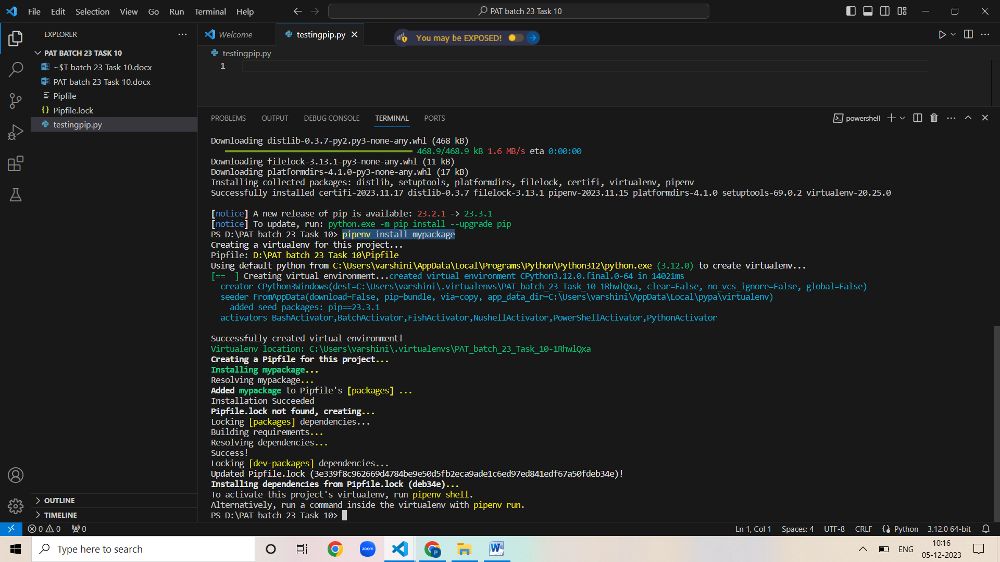 File Edit Selection View Go Run Terminal Help
PAT batch 23 Task 10
EXPLORER
PAT BATCH 23 TASK 10
~$T batch 23 Task 10.docx
PAT batch 23 Task 10.docx
Pipfile
Pipfile.lock
testingpip.py
OUTLINE
TIMELINE
Welcome
testingpip.py
You may be EXPOSED!
testingpip.py
1
PROBLEMS OUTPUT DEBUG CONSOLE TERMINAL PORTS
powershell
Downloading distlib-0.3.7-py2.py3-none-any.whl (468 kB)
468.9/468.9 kB 1.6 MB/s eta 0:00:00
Downloading filelock-3.13.1-py3-none-any.whl (11 kB)
Downloading platformdirs-4.1.0-py3-none-any.whl (17 kB)
Installing collected packages: distlib, setuptools, platformdirs, filelock, certifi, virtualenv, pipenv
Successfully installed certifi-2023.11.17 distlib-0.3.7 filelock-3.13.1 pipenv-2023.11.15 platformdirs-4.1.0 setuptools-69.0.2 virtualenv-20.25.0
[notice] A new release of pip is available: 23.2.1 -> 23.3.1
[notice] To update, run: python.exe -m pip install --upgrade pip
PS D:\PAT batch 23 Task 10> pipenv install mypackage
Creating a virtualenv for this project...
Pipfile: D:\PAT batch 23 Task 10\Pipfile
Using default python from C:\Users\varshini\AppData\Local\Programs\Python\Python312\python.exe (3.12.0) to create virtualenv...
[==  ] Creating virtual environment...created virtual environment CPython3.12.0.final.0-64 in 14021ms
creator CPython3Windows(dest=C:\Users\varshini\.virtualenvs\PAT_batch_23_Task_10-1RhwlQxa, clear=False, no_vcs_ignore=False, global=False)
seeder FromAppData(download=False, pip=bundle, via=copy, app_data_dir=C:\Users\varshini\AppData\Local\pypa\virtualenv)
added seed packages: pip==23.3.1
activators BashActivator,BatchActivator,FishActivator,NushellActivator,PowerShellActivator,PythonActivator
Successfully created virtual environment!
Virtualenv location: C:\Users\varshini\.virtualenvs\PAT_batch_23_Task_10-1RhwlQxa
Creating a Pipfile for this project...
Installing mypackage...
Resolving mypackage...
Added mypackage to Pipfile's [packages] ...
Installation Succeeded
Pipfile.lock not found, creating...
Locking [packages] dependencies...
Building requirements...
Resolving dependencies...
Success!
Locking [dev-packages] dependencies...
Updated Pipfile.lock (3e339f8c962669d4784be9e50d5fb2eca9ade1c6ed97ed841edf67a50fdeb34e)!
Installing dependencies from Pipfile.lock (deb34e)...
To activate this project's virtualenv, run pipenv shell.
Alternatively, run a command inside the virtualenv with pipenv run.
PS D:\PAT batch 23 Task 10>
0 0 0
Ln 1, Col 1 Spaces: 4 UTF-8 CRLF Python 3.12.0 64-bit
Type here to search
zoom
P
W
ENG
10:16
05-12-2023